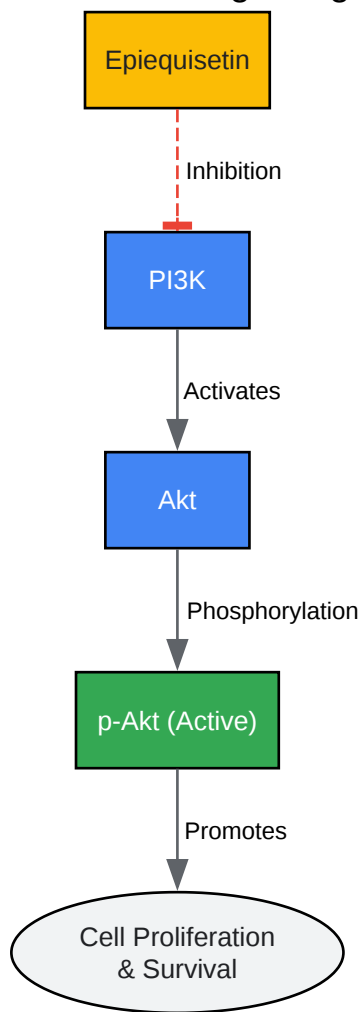 Epiequisetin
Inhibition
PI3K
Activates
Akt
Phosphorylation
p-Akt (Active)
Promotes
Cell Proliferation
& Survival